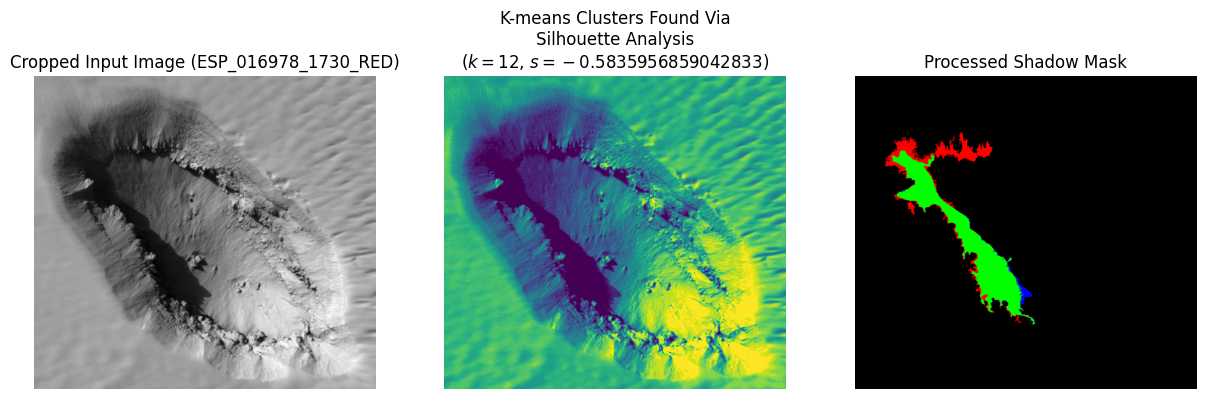 Cropped Input Image (ESP_016978_1730_RED)
K-means Clusters Found Via
Silhouette Analysis
(k = 12, s = −0.5835956859042833)
Processed Shadow Mask